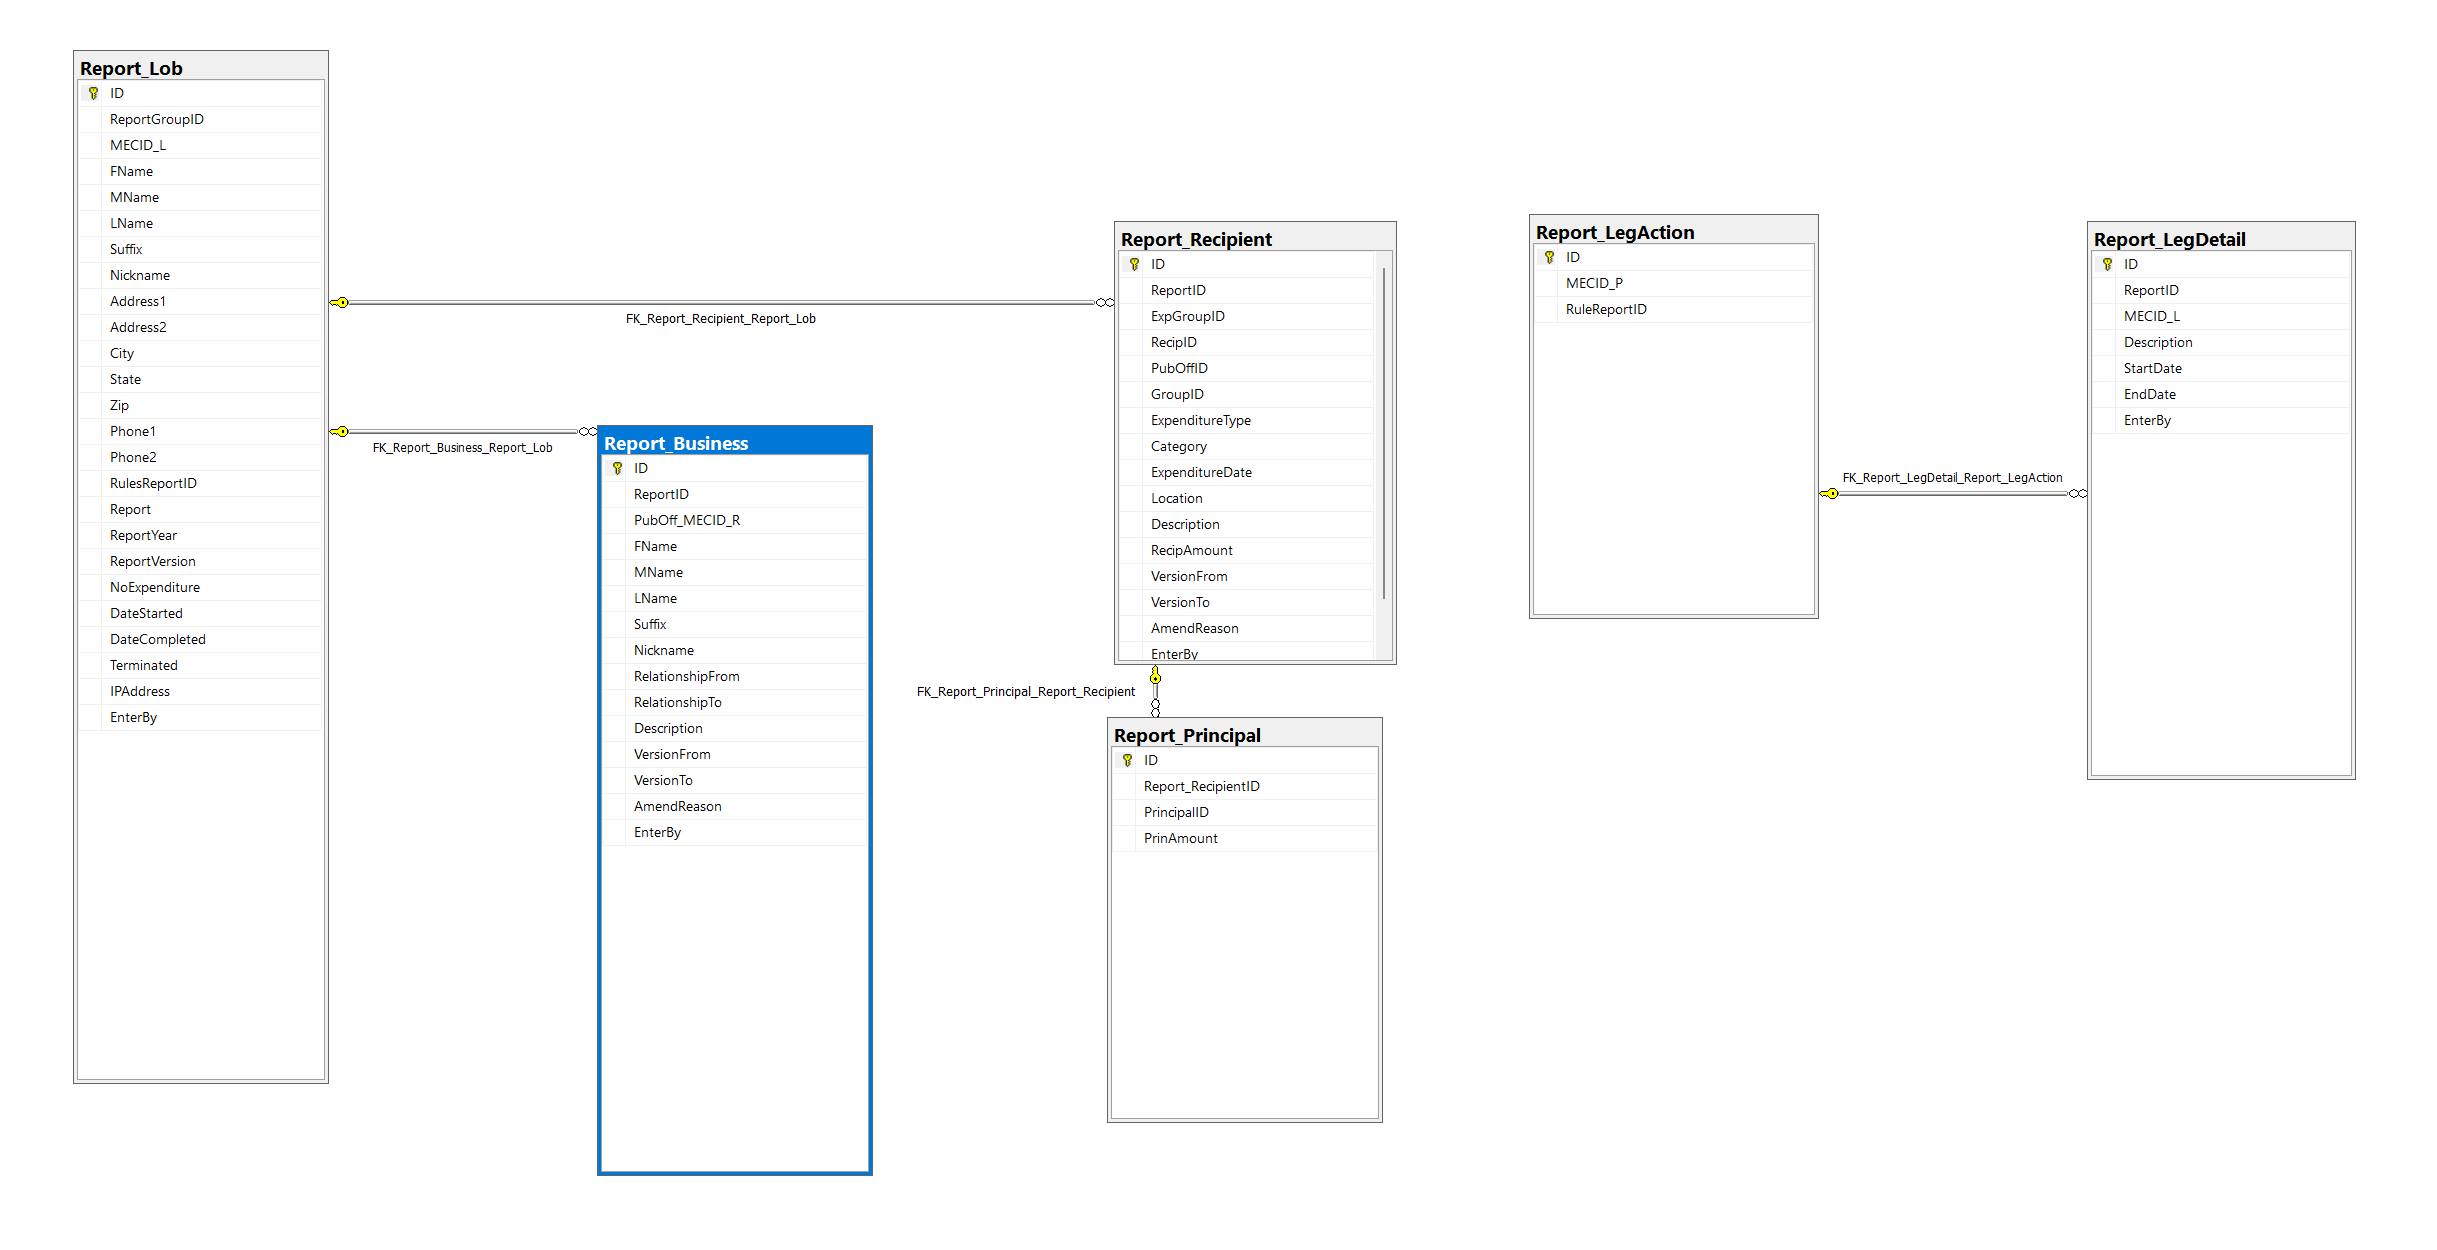 Report_Lob
ID
ReportGroupID
MECID_L
FName
MName
LName
Suffix
Nickname
Address1
Address2
City
State
Zip
Phone1
Phone2
RulesReportID
Report
ReportYear
ReportVersion
NoExpenditure
DateStarted
DateCompleted
Terminated
IPAddress
EnterBy
FK_Report_Recipient_Report_Lob
FK_Report_Business_Report_Lob
Report_Business
ID
ReportID
PubOff_MECID_R
FName
MName
LName
Suffix
Nickname
RelationshipFrom
RelationshipTo
Description
VersionFrom
VersionTo
AmendReason
EnterBy
Report_Recipient
ID
ReportID
ExpGroupID
RecipID
PubOffID
GroupID
ExpenditureType
Category
ExpenditureDate
Location
Description
RecipAmount
VersionFrom
VersionTo
AmendReason
EnterBy
FK_Report_Principal_Report_Recipient
Report_Principal
ID
Report_RecipientID
PrincipalID
PrinAmount
Report_LegAction
ID
MECID_P
RuleReportID
FK_Report_LegDetail_Report_LegAction
Report_LegDetail
ID
ReportID
MECID_L
Description
StartDate
EndDate
EnterBy